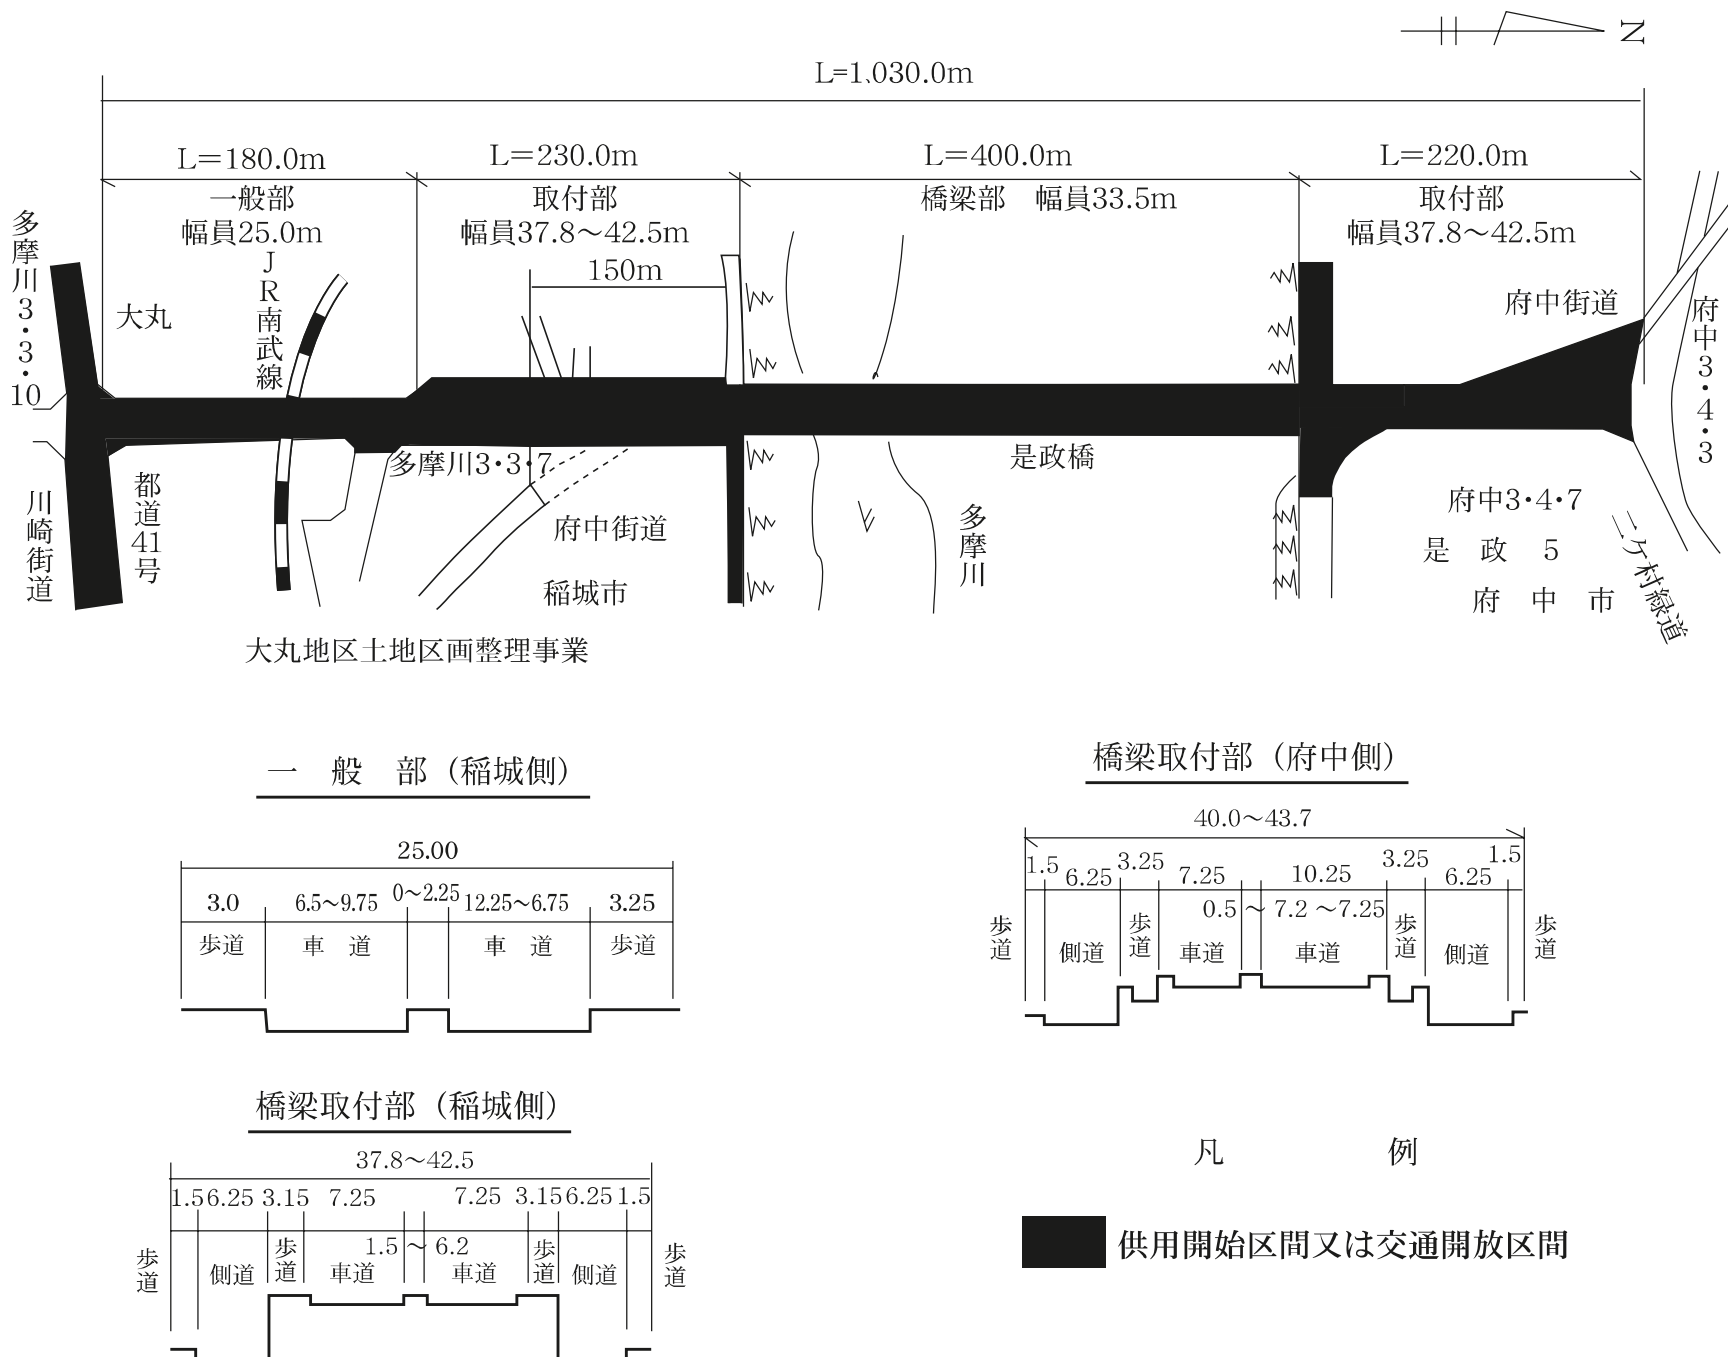 N
L=1,030.0m
L=180.0m
L=230.0m
L=400.0m
L=220.0m
一般部
幅員25.0m
取付部
幅員37.8～42.5m
橋梁部 幅員33.5m
取付部
幅員37.8～42.5m
150m
多摩川3・3・10
大丸
JR南武線
府中街道
府中3・4・3
多摩川3・3・7
是政橋
川崎街道
都道41号
府中街道
稲城市
多摩川
府中3・4・7
是 政 5
府 中 市
二ケ村緑道
大丸地区土地区画整理事業
一 般 部（稲城側）
25.00
3.0 6.5～9.75 0～2.25 12.25～6.75 3.25
歩道 車 道 車 道 歩道
橋梁取付部（府中側）
40.0～43.7
1.5 6.25 3.25 7.25 10.25 3.25 6.25 1.5
0.5 ～ 7.2 ～7.25
歩道 側道 歩道 車道 車道 歩道 側道 歩道
橋梁取付部（稲城側）
37.8～42.5
1.5 6.25 3.15 7.25 7.25 3.15 6.25 1.5
1.5 ～ 6.2
歩道 側道 歩道 車道 車道 歩道 側道 歩道
凡 例
供用開始区間又は交通開放区間